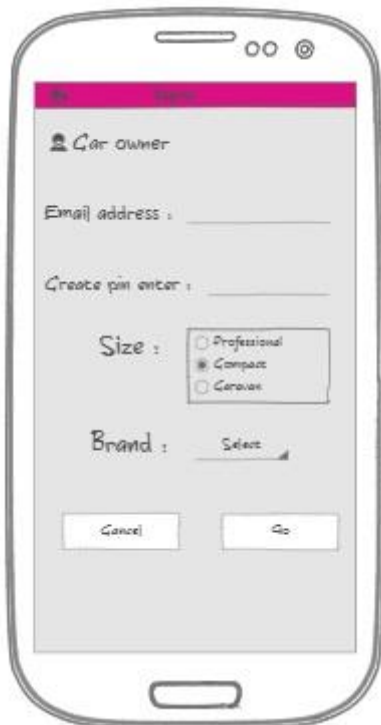 Car owner
Email address :
Create pin enter :
Size :
Professional
Compact
Caravan
Brand : Select
Cancel Go